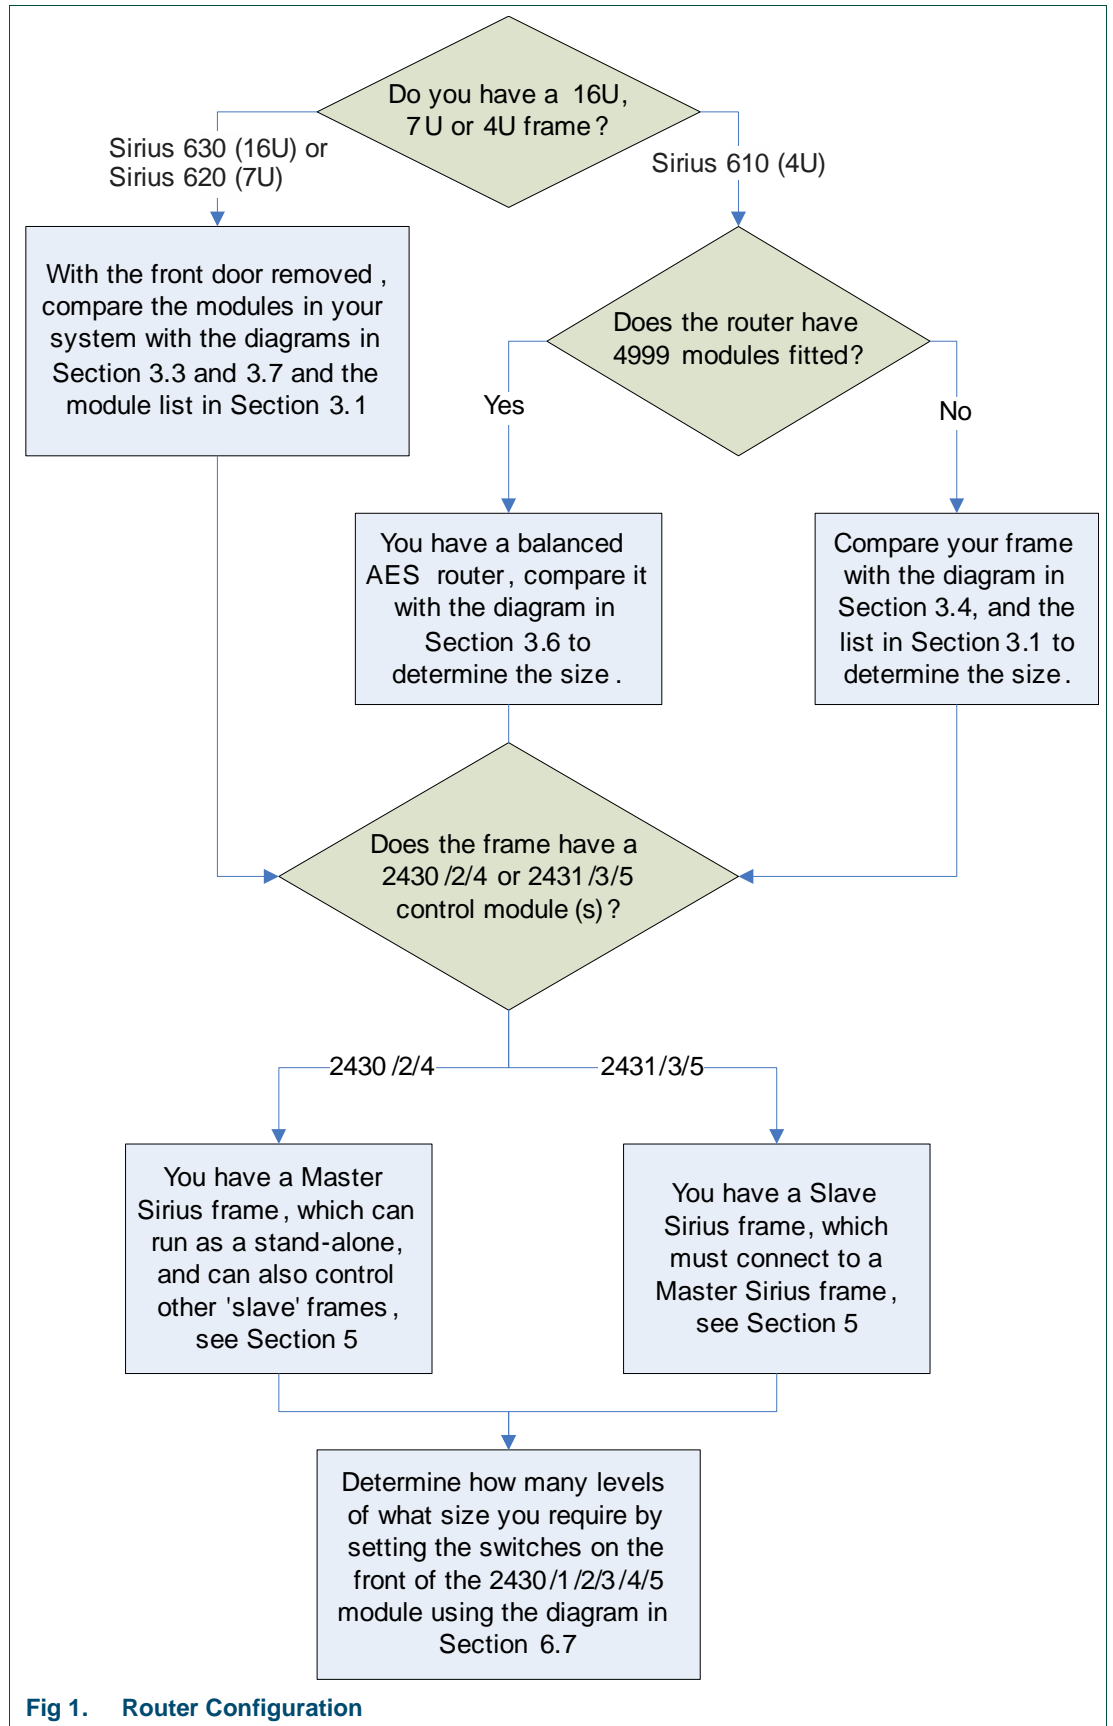 Do you have a 16U,
7U or 4U frame?
Sirius 630 (16U) or
Sirius 620 (7U)
Sirius 610 (4U)
With the front door removed,
compare the modules in your
system with the diagrams in
Section 3.3 and 3.7 and the
module list in Section 3.1
Does the router have
4999 modules fitted?
Yes
No
You have a balanced
AES router, compare it
with the diagram in
Section 3.6 to
determine the size.
Compare your frame
with the diagram in
Section 3.4, and the
list in Section 3.1 to
determine the size.
Does the frame have a
2430/2/4 or 2431/3/5
control module(s)?
2430/2/4
2431/3/5
You have a Master
Sirius frame, which can
run as a stand-alone,
and can also control
other 'slave' frames,
see Section 5
You have a Slave
Sirius frame, which
must connect to a
Master Sirius frame,
see Section 5
Determine how many levels
of what size you require by
setting the switches on the
front of the 2430/1/2/3/4/5
module using the diagram in
Section 6.7
Fig 1. Router Configuration